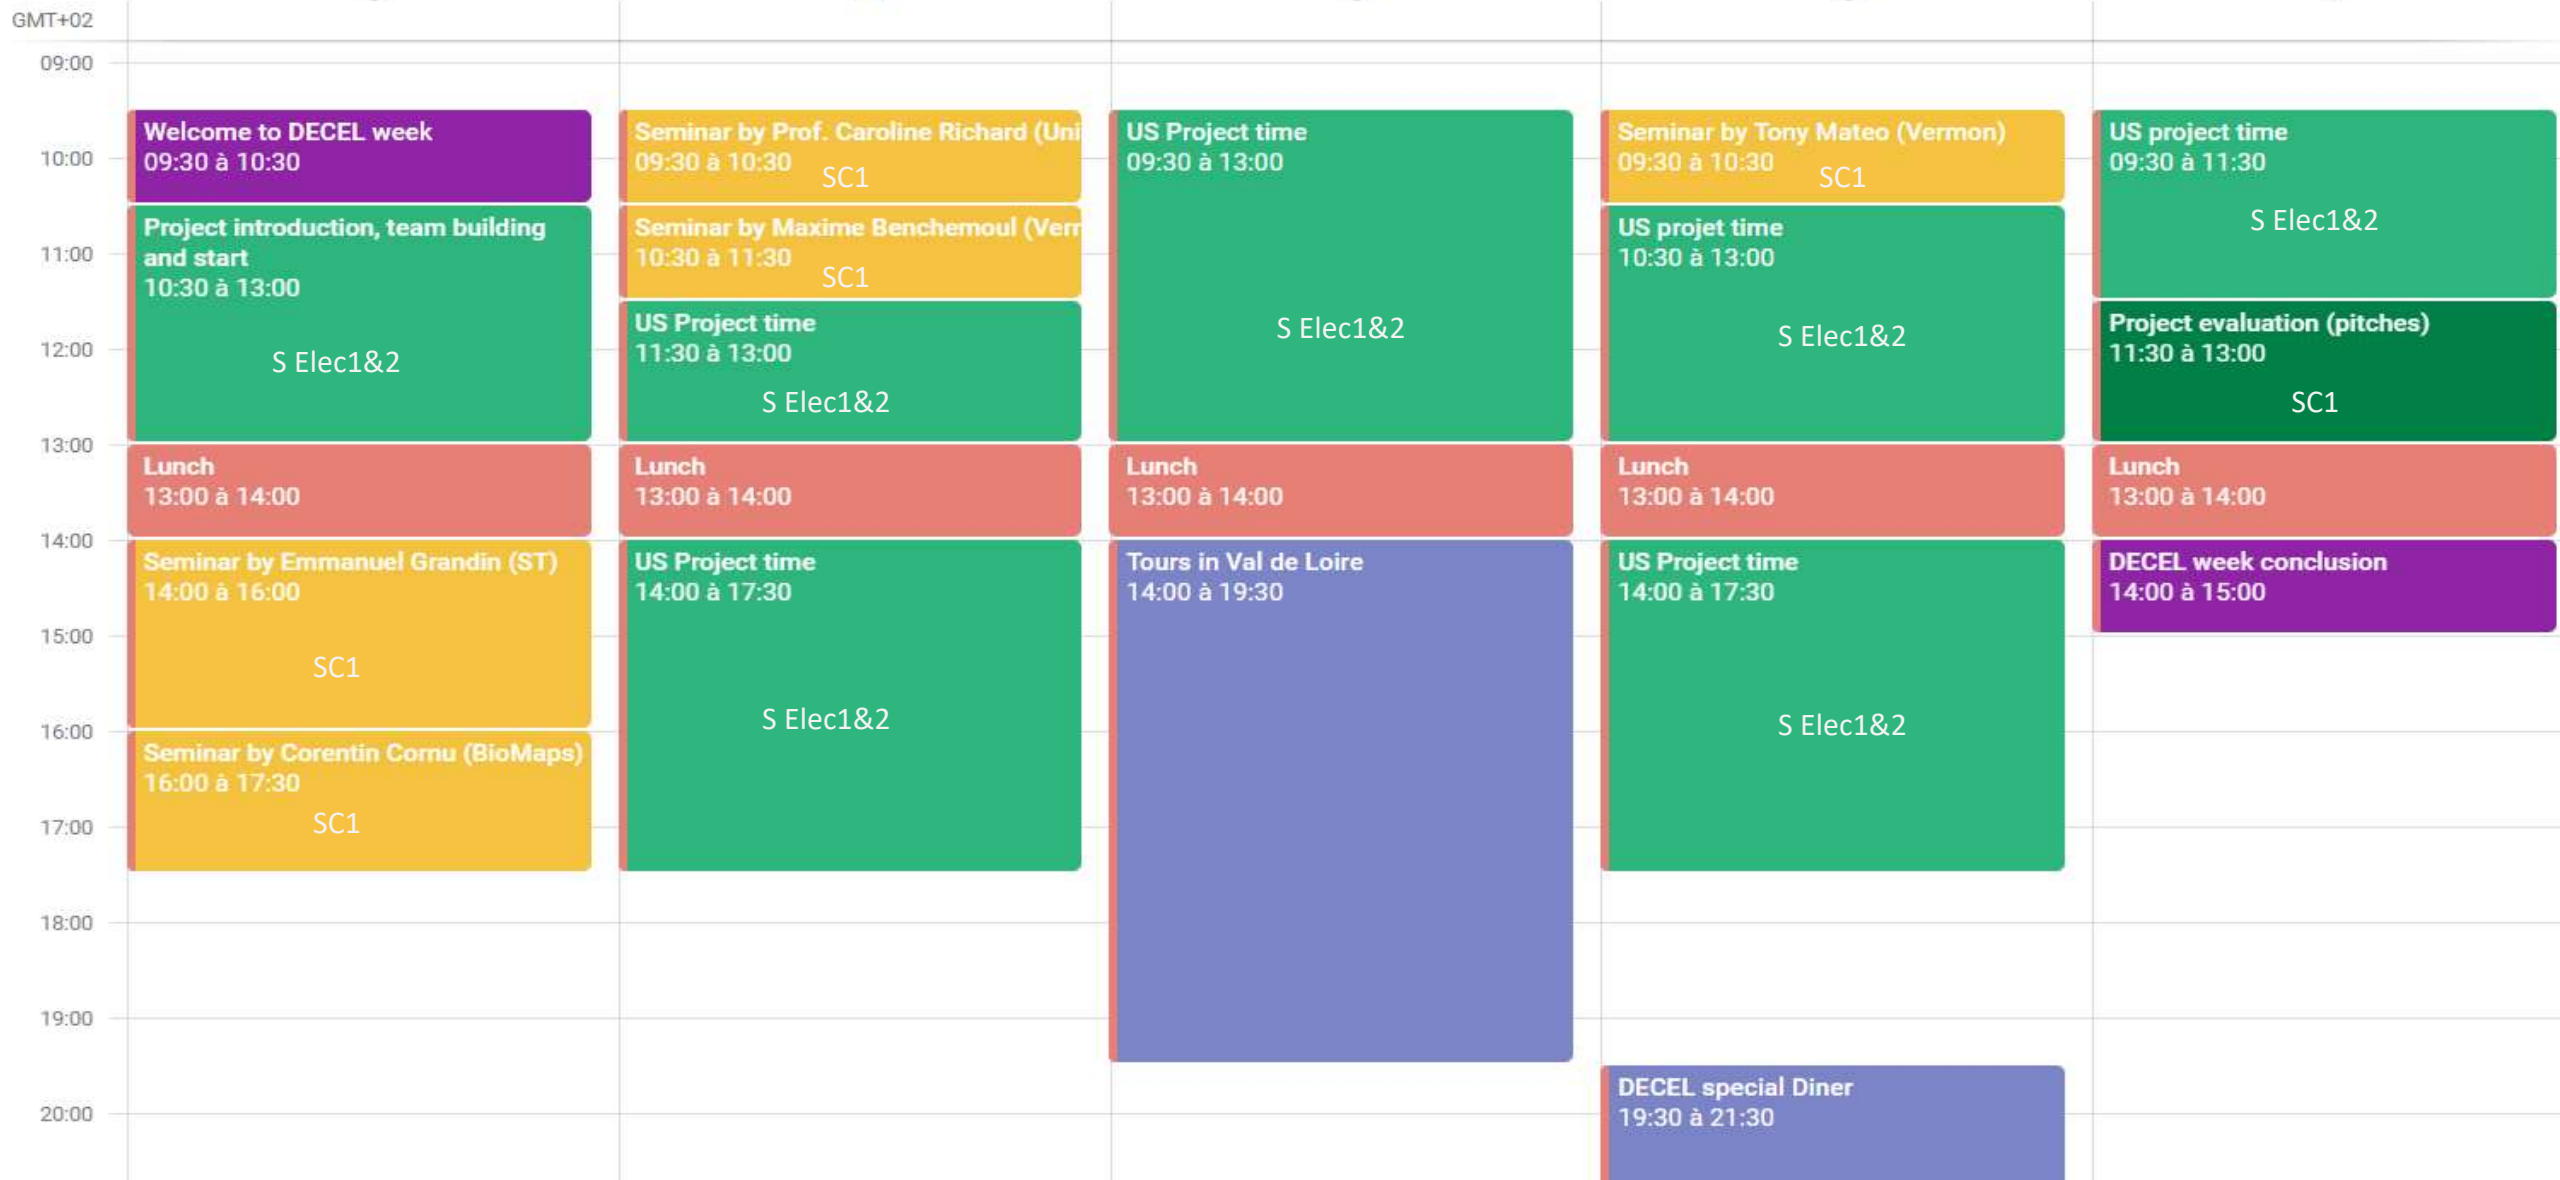 GMT+02
09:00
10:00
11:00
12:00
13:00
14:00
15:00
16:00
17:00
18:00
19:00
20:00
Welcome to DECEL week
09:30 à 10:30
Project introduction, team building
and start
10:30 à 13:00
S Elec1&2
Lunch
13:00 à 14:00
Seminar by Emmanuel Grandin (ST)
14:00 à 16:00
SC1
Seminar by Corentin Cornu (BioMaps)
16:00 à 17:30
SC1
Seminar by Prof. Caroline Richard (Uni
09:30 à 10:30
SC1
Seminar by Maxime Benchemoul (Verr
10:30 à 11:30
SC1
US Project time
11:30 à 13:00
S Elec1&2
Lunch
13:00 à 14:00
US Project time
14:00 à 17:30
S Elec1&2
US Project time
09:30 à 13:00
S Elec1&2
Lunch
13:00 à 14:00
Tours in Val de Loire
14:00 à 19:30
Seminar by Tony Mateo (Vermon)
09:30 à 10:30
SC1
US projet time
10:30 à 13:00
S Elec1&2
Lunch
13:00 à 14:00
US Project time
14:00 à 17:30
S Elec1&2
DECEL special Diner
19:30 à 21:30
US project time
09:30 à 11:30
S Elec1&2
Project evaluation (pitches)
11:30 à 13:00
SC1
Lunch
13:00 à 14:00
DECEL week conclusion
14:00 à 15:00